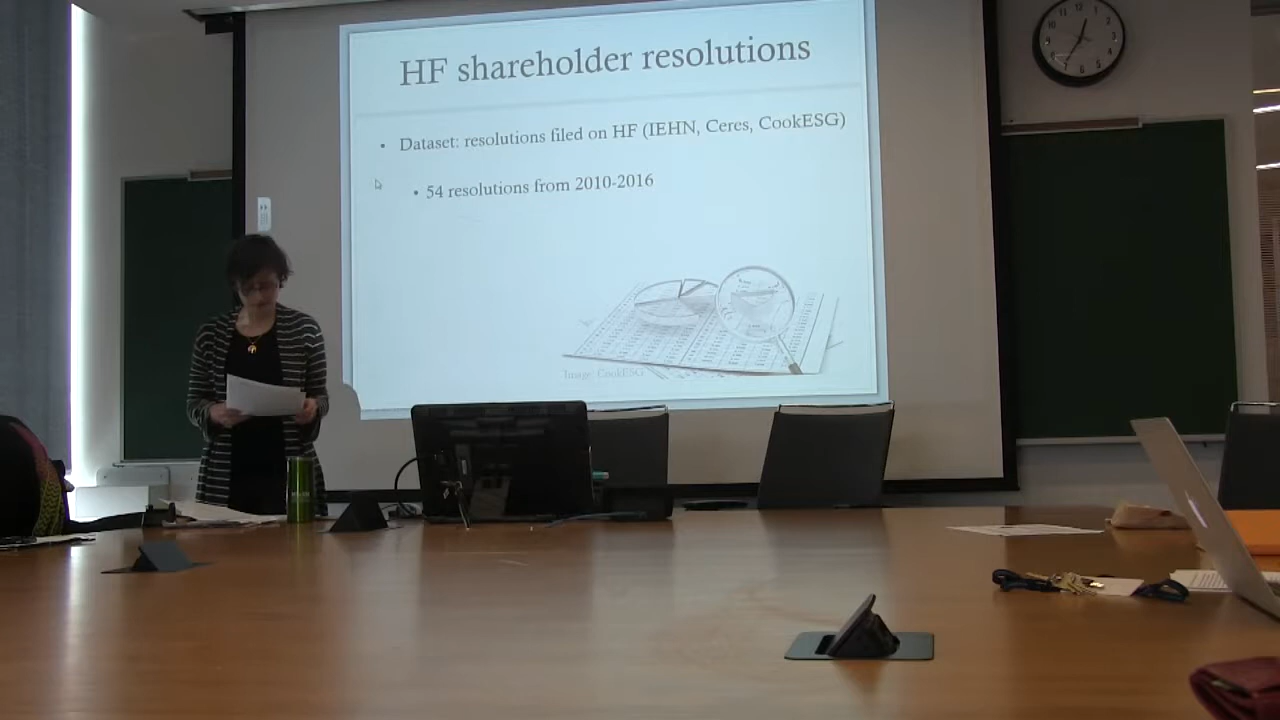 HF shareholder resolutions
• Dataset: resolutions filed on HF (IEHN, Ceres, CookESG)
• 54 resolutions from 2010-2016
Image: CookESG